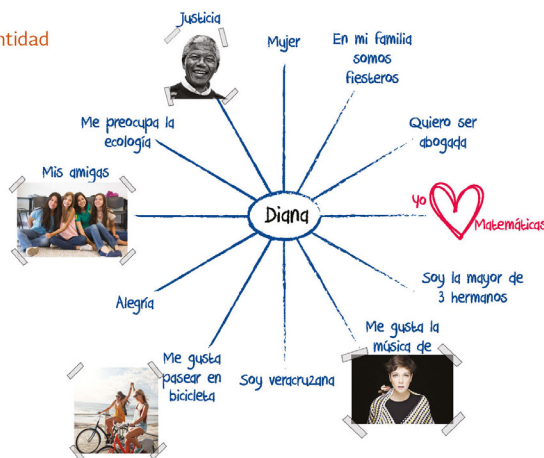 ntidad
Justicia
Mujer
En mi familia
somos
fiesteros
Me preocupa la
ecología
Quiero ser
abogada
Mis amigas
Diana
yo
Matemáticas
Soy la mayor de
3 hermanos
Alegría
Me gusta la
música de
Me gusta
pasear en
bicicleta
Soy veracruzana